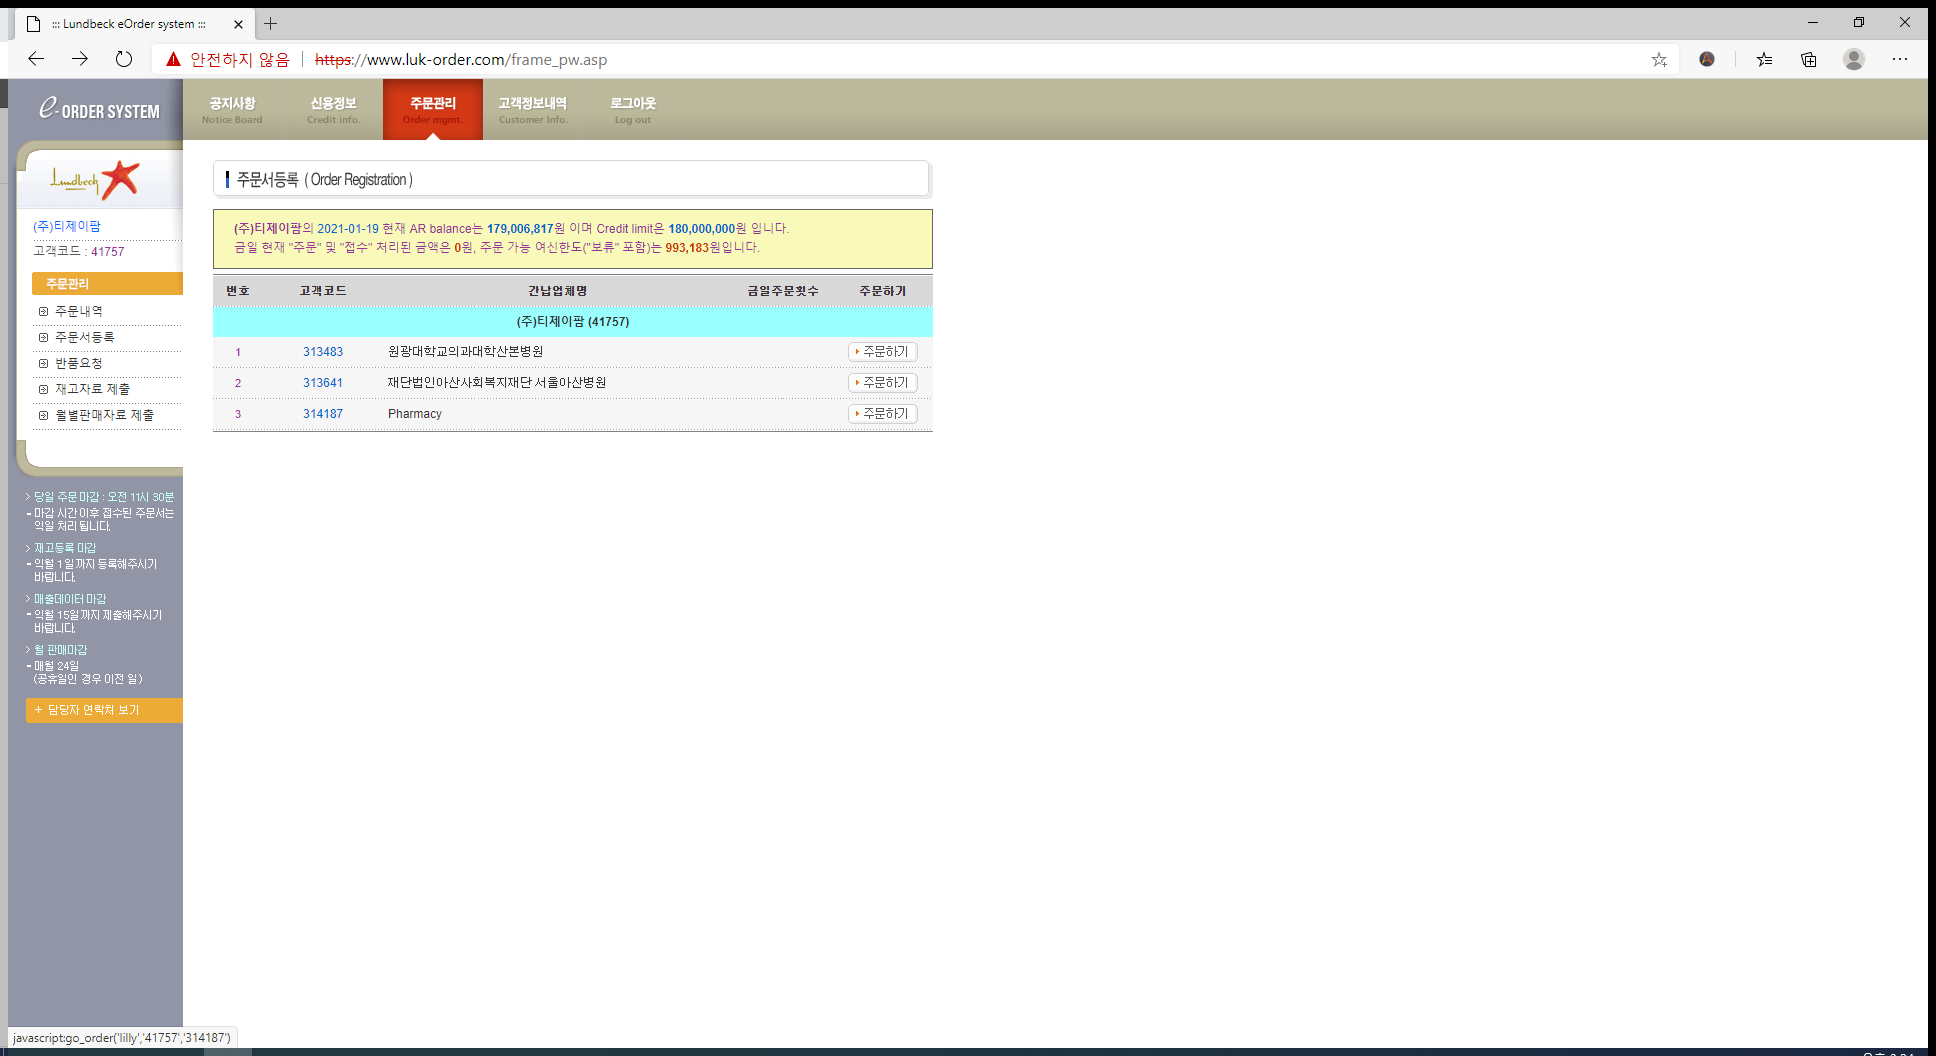 ::: Lundbeck eOrder system :::
안전하지 않음
https://www.luk-order.com/frame_pw.asp
e-ORDER SYSTEM
공지사항
Notice Board
신용정보
Credit info.
주문관리
Order mgmt.
고객정보내역
Customer Info.
로그아웃
Log out
Lundbeck
(주)티제이팜
고객코드 : 41757
주문관리
주문내역
주문서등록
반품요청
재고자료 제출
월별판매자료 제출
> 당일 주문마감 : 오전 11시 30분
- 마감 시간 이후 접수된 주문서는
익일 처리 됩니다.
> 재고등록 마감
- 익월 1일까지 등록해주시기
바랍니다.
> 매출데이터 마감
- 익월 15일까지 제출해주시기
바랍니다.
> 월 판매마감
- 매월 24일
(공휴일인 경우 이전 일)
+ 담당자 연락처 보기
주문서등록 ( Order Registration )
(주)티제이팜의 2021-01-19 현재 AR balance는 179,006,817원 이며 Credit limit은 180,000,000원 입니다.
금일 현재 "주문" 및 "접수" 처리된 금액은 0원, 주문 가능 여신한도("보류" 포함)는 993,183원입니다.
번호 고객코드 간납업체명 금일주문횟수 주문하기
(주)티제이팜 (41757)
1 313483 원광대학교의과대학산본병원 주문하기
2 313641 재단법인아산사회복지재단 서울아산병원 주문하기
3 314187 Pharmacy 주문하기
javascript:go_order('lilly','41757','314187')